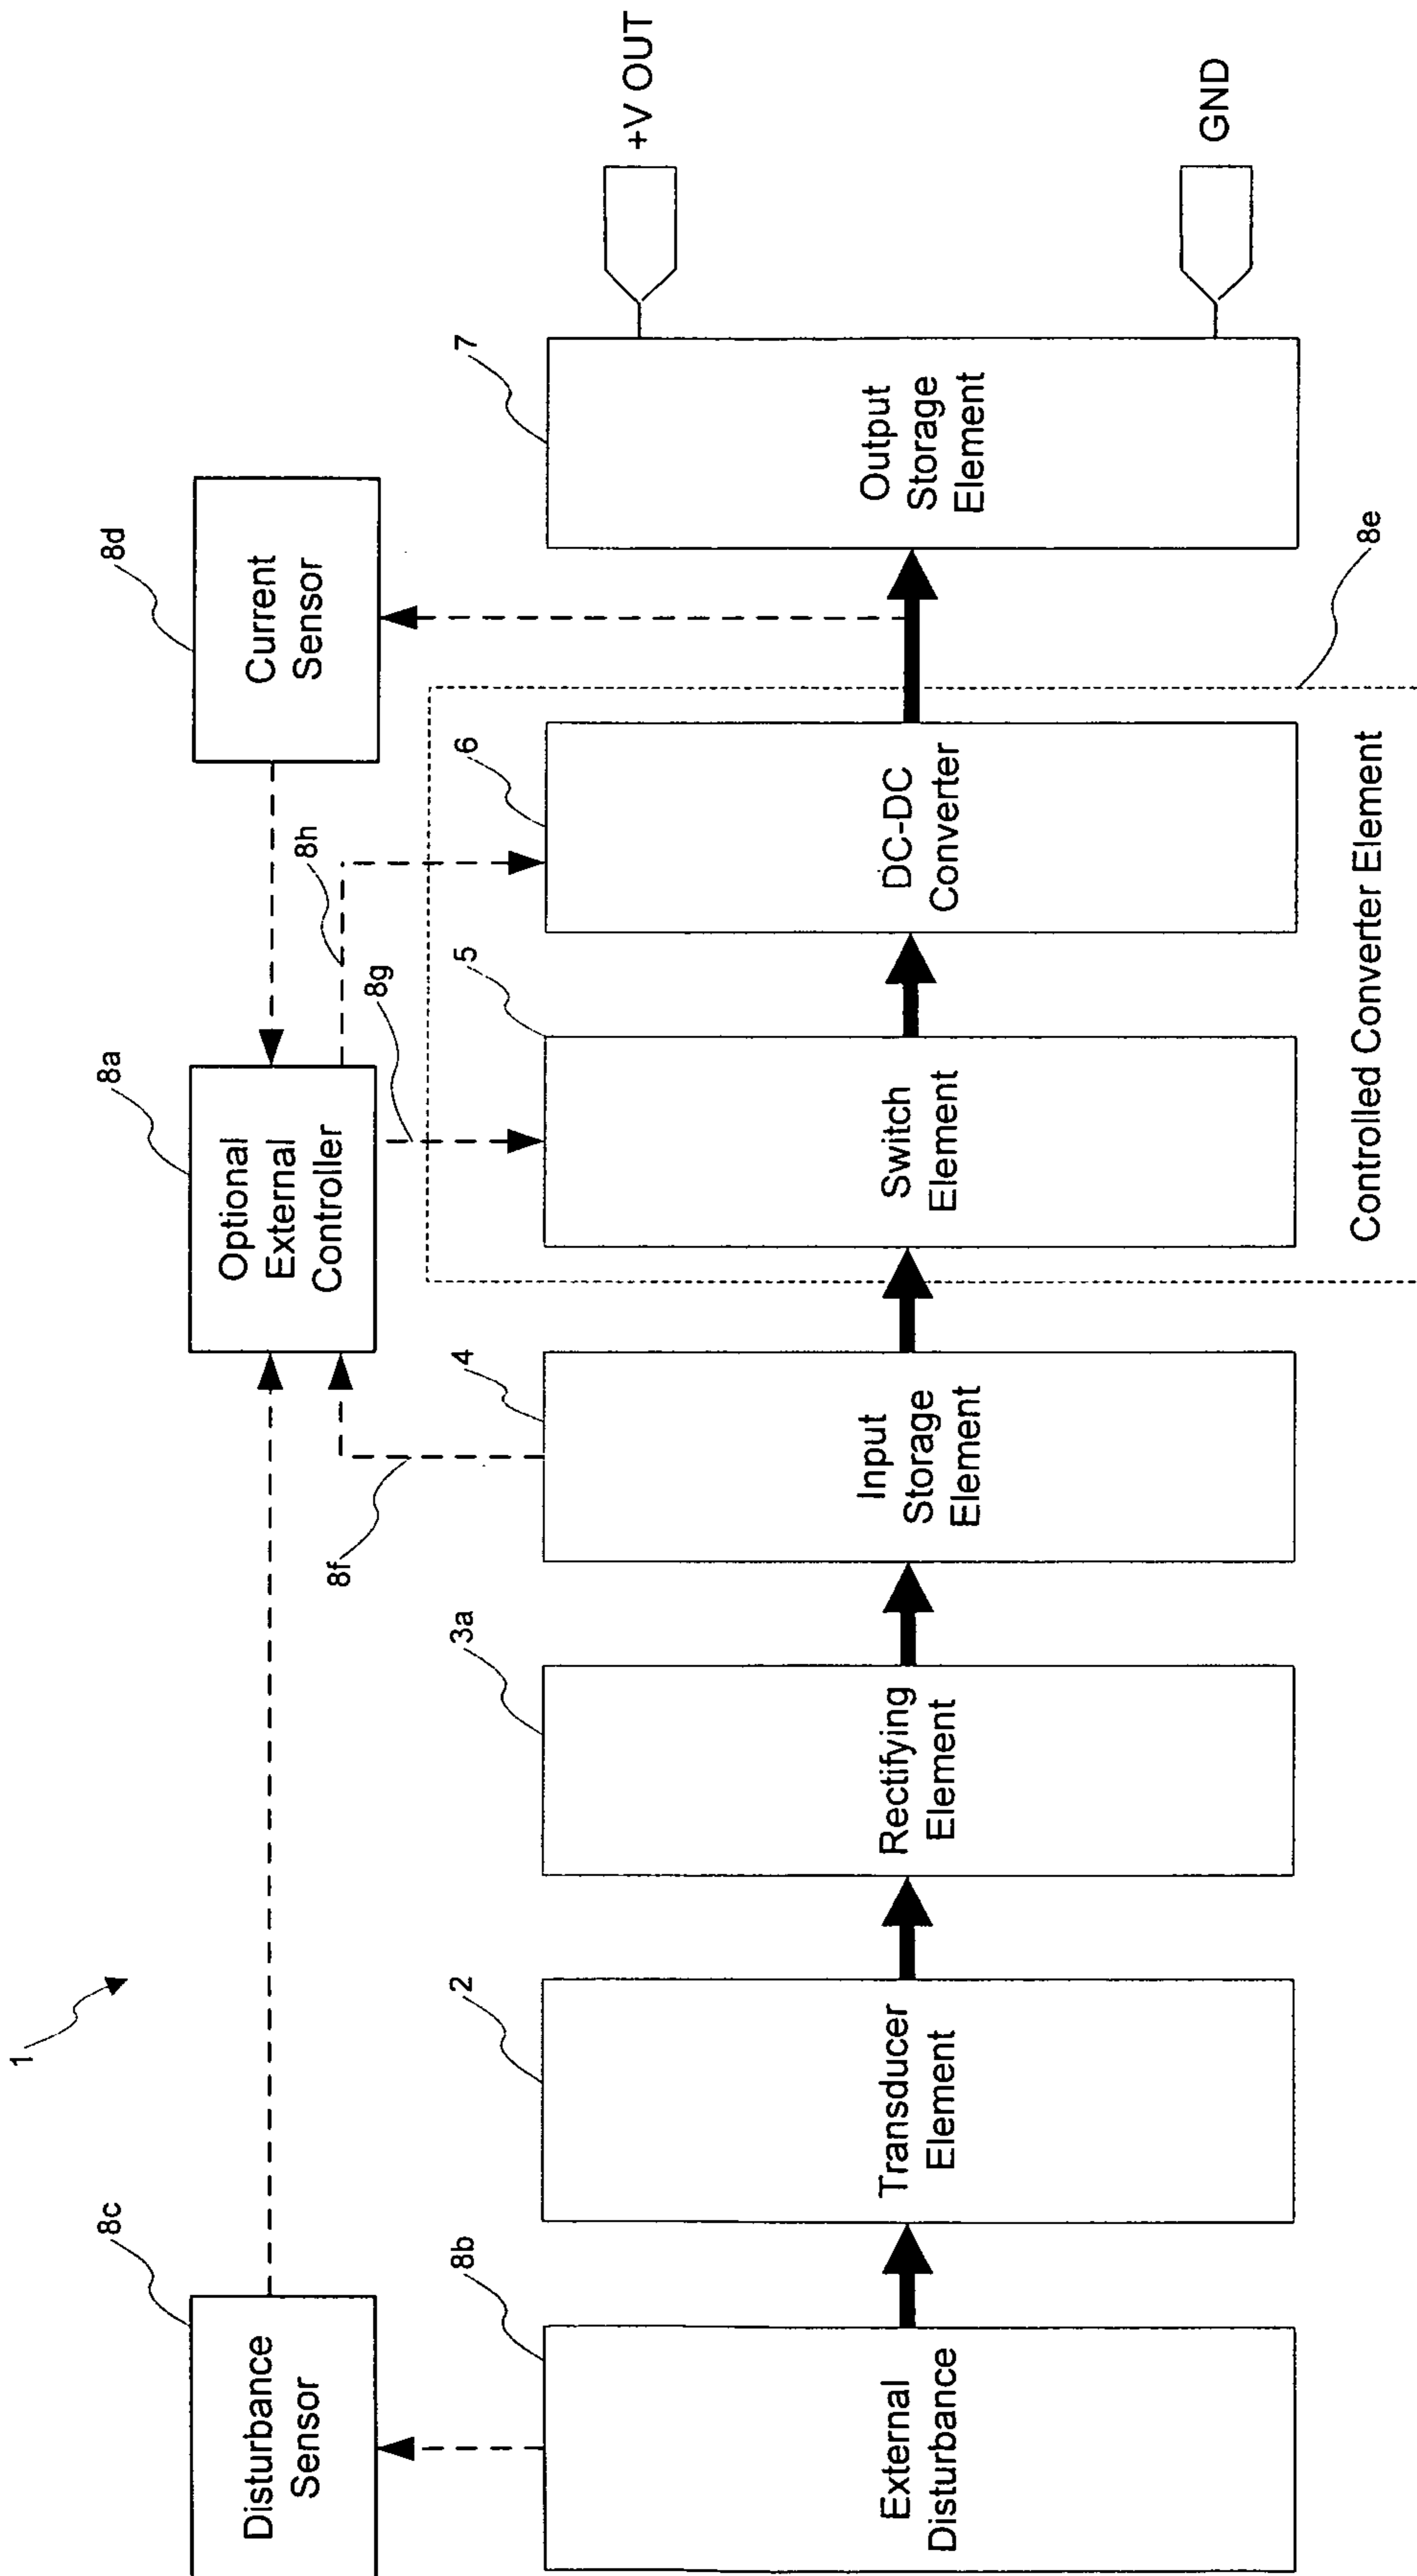 1
8c
Disturbance
Sensor
8a
Optional
External
Controller
8d
Current
Sensor
8f
8g
8h
8b
External
Disturbance
2
Transducer
Element
3a
Rectifying
Element
4
Input
Storage
Element
5
Switch
Element
6
DC-DC
Converter
7
Output
Storage
Element
+V OUT
GND
8e
Controlled Converter Element